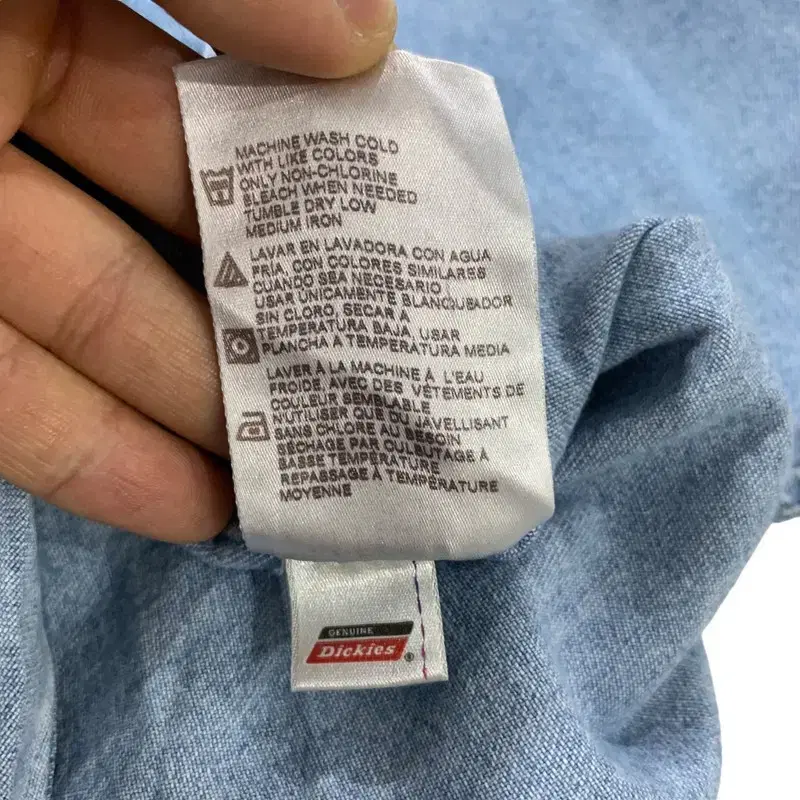 MACHINE WASH COLD
WITH LIKE COLORS
ONLY NON-CHLORINE
BLEACH WHEN NEEDED
TUMBLE DRY LOW
MEDIUM IRON
LAVAR EN LAVADORA CON AGUA
FRÍA, CON COLORES SIMILARES
CUANDO SEA NECESARIO
USAR ÚNICAMENTE BLANQUEADOR
SIN CLORO, SECAR A
TEMPERATURA BAJA, USAR
PLANCHA A TEMPERATURA MEDIA
LAVER À LA MACHINE À L'EAU
FROIDE, AVEC DES VÊTEMENTS DE
COULEUR SEMBLABLE
N'UTILISER QUE DU JAVELLISANT
SANS CHLORE AU BESOIN
SÉCHAGE PAR CULBUTAGE À
BASSE TEMPÉRATURE
REPASSAGE À TEMPÉRATURE
MOYENNE
GENUINE
Dickies®